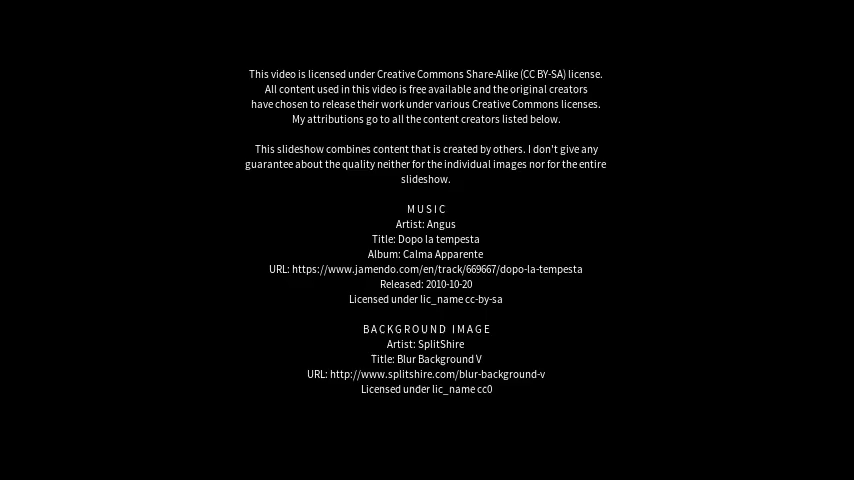 This video is licensed under Creative Commons Share-Alike (CC BY-SA) license.
All content used in this video is free available and the original creators
have chosen to release their work under various Creative Commons licenses.
My attributions go to all the content creators listed below.
This slideshow combines content that is created by others. I don't give any
guarantee about the quality neither for the individual images nor for the entire
slideshow.
MUSIC
Artist: Angus
Title: Dopo la tempesta
Album: Calma Apparente
URL: https://www.jamendo.com/en/track/669667/dopo-la-tempesta
Released: 2010-10-20
Licensed under lic_name cc-by-sa
BACKGROUND IMAGE
Artist: SplitShire
Title: Blur Background V
URL: http://www.splitshire.com/blur-background-v
Licensed under lic_name cc0